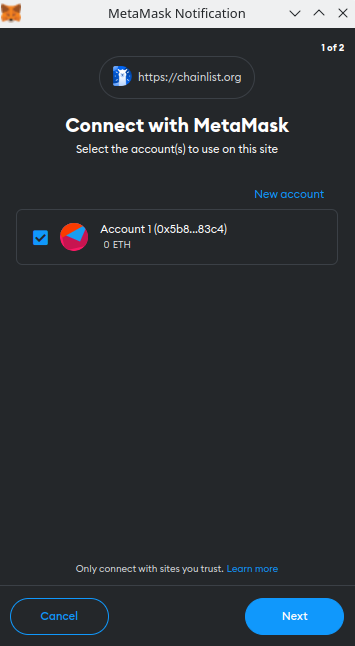 MetaMask Notification
1 of 2
https://chainlist.org
Connect with MetaMask
Select the account(s) to use on this site
New account
Account 1 (0x5b8...83c4)
0 ETH
Only connect with sites you trust. Learn more
Cancel
Next